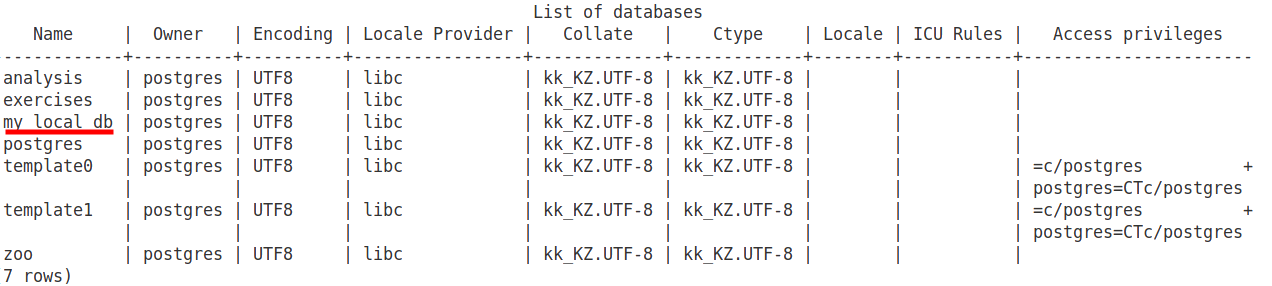 List of databases
   Name     |  Owner   | Encoding | Locale Provider |   Collate   |    Ctype    | Locale | ICU Rules |   Access privileges
------------+----------+----------+-----------------+-------------+-------------+--------+-----------+-----------------------
analysis    | postgres | UTF8     | libc            | kk_KZ.UTF-8 | kk_KZ.UTF-8 |        |           |
exercises   | postgres | UTF8     | libc            | kk_KZ.UTF-8 | kk_KZ.UTF-8 |        |           |
my_local_db | postgres | UTF8     | libc            | kk_KZ.UTF-8 | kk_KZ.UTF-8 |        |           |
postgres    | postgres | UTF8     | libc            | kk_KZ.UTF-8 | kk_KZ.UTF-8 |        |           |
template0   | postgres | UTF8     | libc            | kk_KZ.UTF-8 | kk_KZ.UTF-8 |        |           | =c/postgres          +
            |          |          |                 |             |             |        |           | postgres=CTc/postgres
template1   | postgres | UTF8     | libc            | kk_KZ.UTF-8 | kk_KZ.UTF-8 |        |           | =c/postgres          +
            |          |          |                 |             |             |        |           | postgres=CTc/postgres
zoo         | postgres | UTF8     | libc            | kk_KZ.UTF-8 | kk_KZ.UTF-8 |        |           |
7 rows)